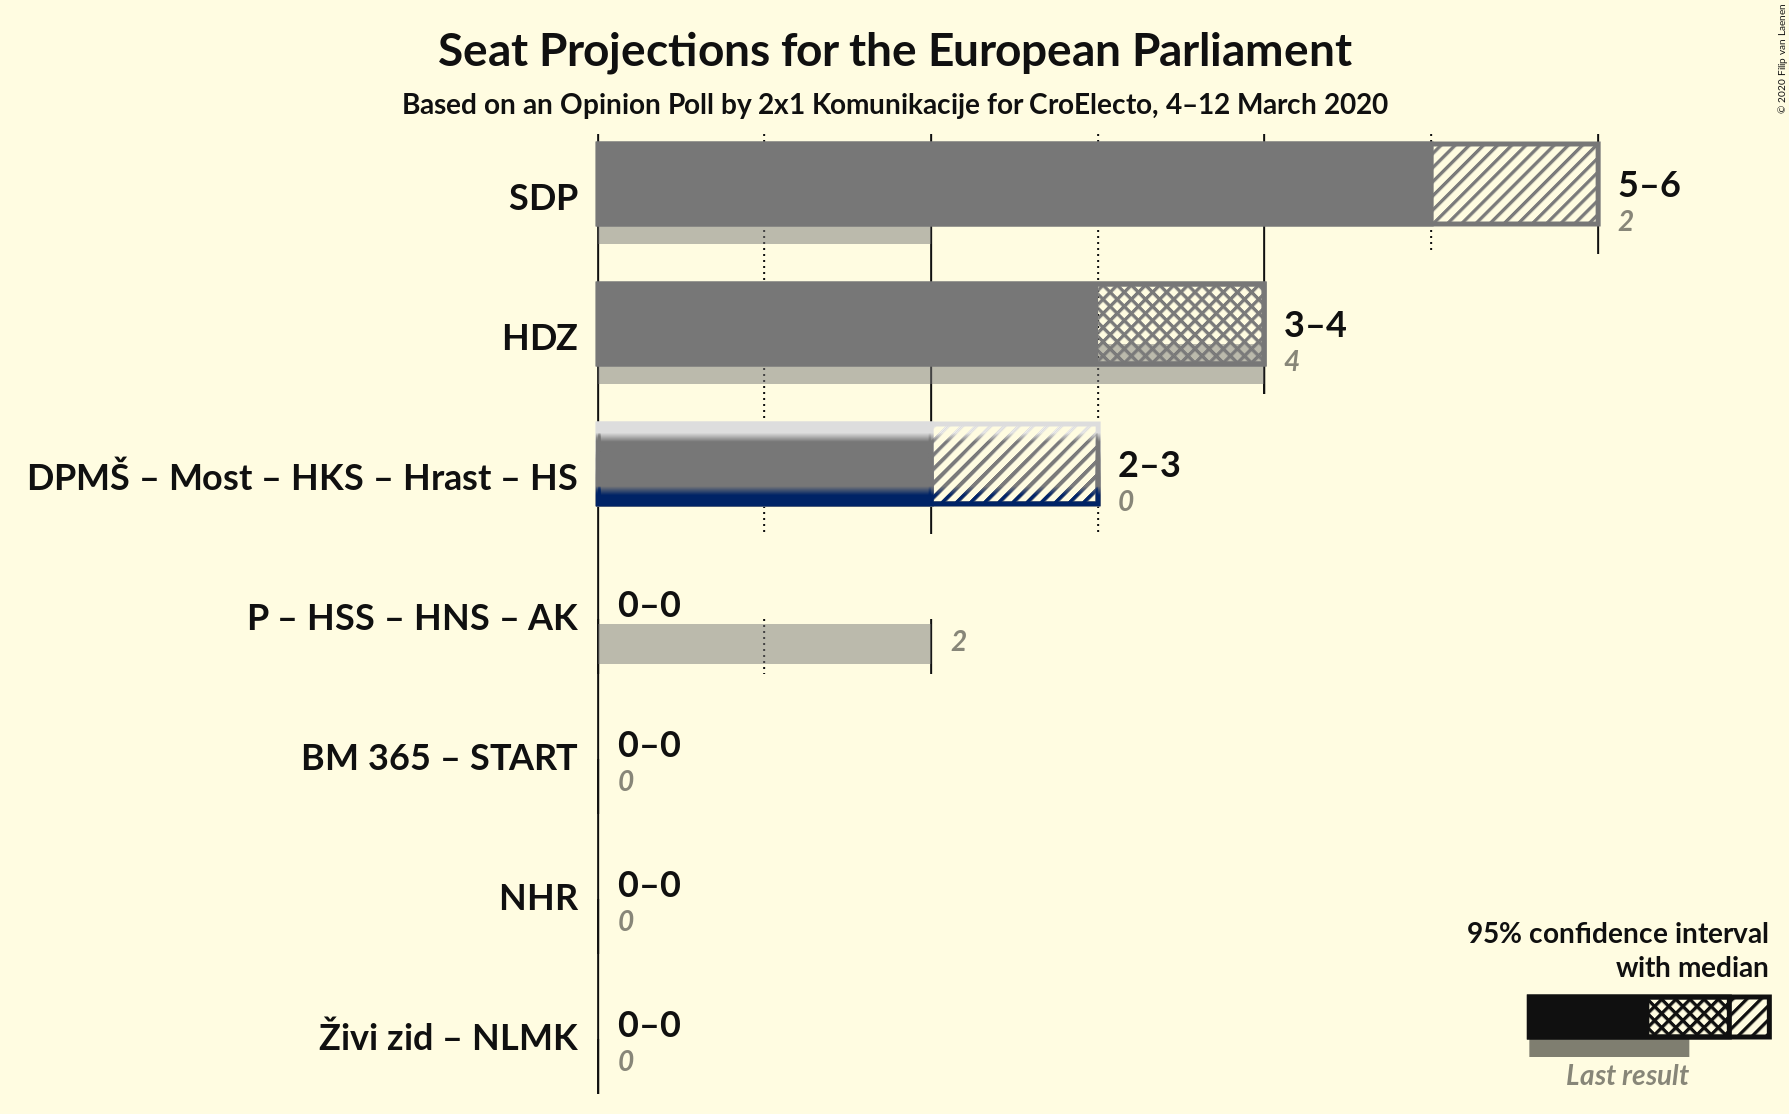 Seat Projections for the European Parliament
Based on an Opinion Poll by 2x1 Komunikacije for CroElecto, 4–12 March 2020
© 2020 Filip van Laenen
SDP
5–6
2
HDZ
3–4
4
DPMŠ – Most – HKS – Hrast – HS
2–3
0
P – HSS – HNS – AK
0–0
2
BM 365 – START
0–0
0
NHR
0–0
0
Živi zid – NLMK
0–0
0
95% confidence interval
with median
Last result